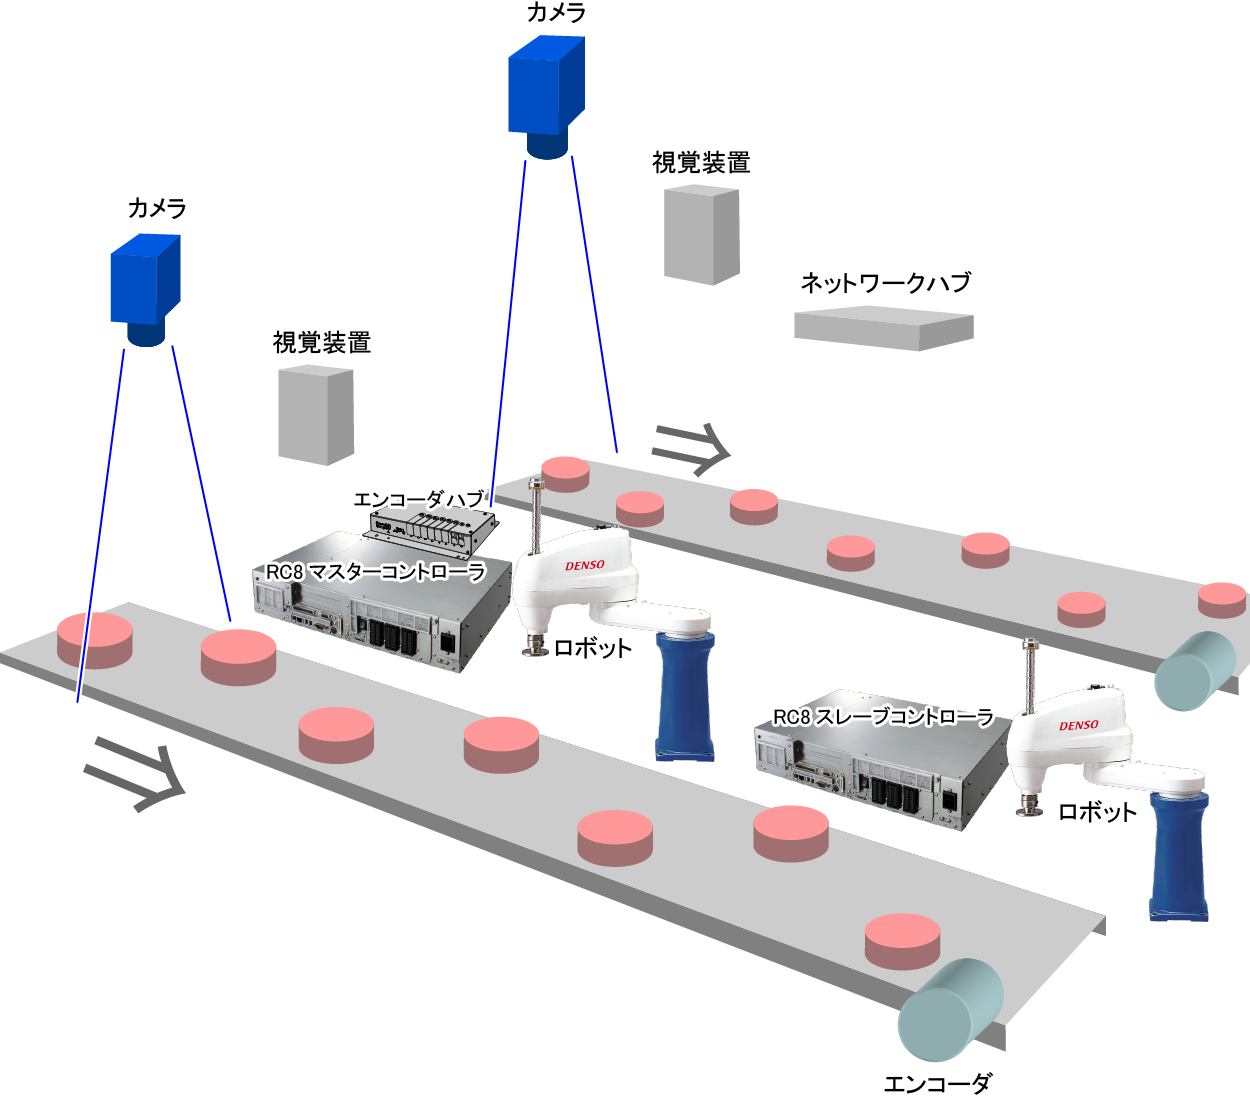 カメラ
視覚装置
カメラ
ネットワークハブ
視覚装置
エンコーダハブ
DENSO
RC8 マスターコントローラ
ロボット
RC8 スレーブコントローラ
DENSO
ロボット
エンコーダ